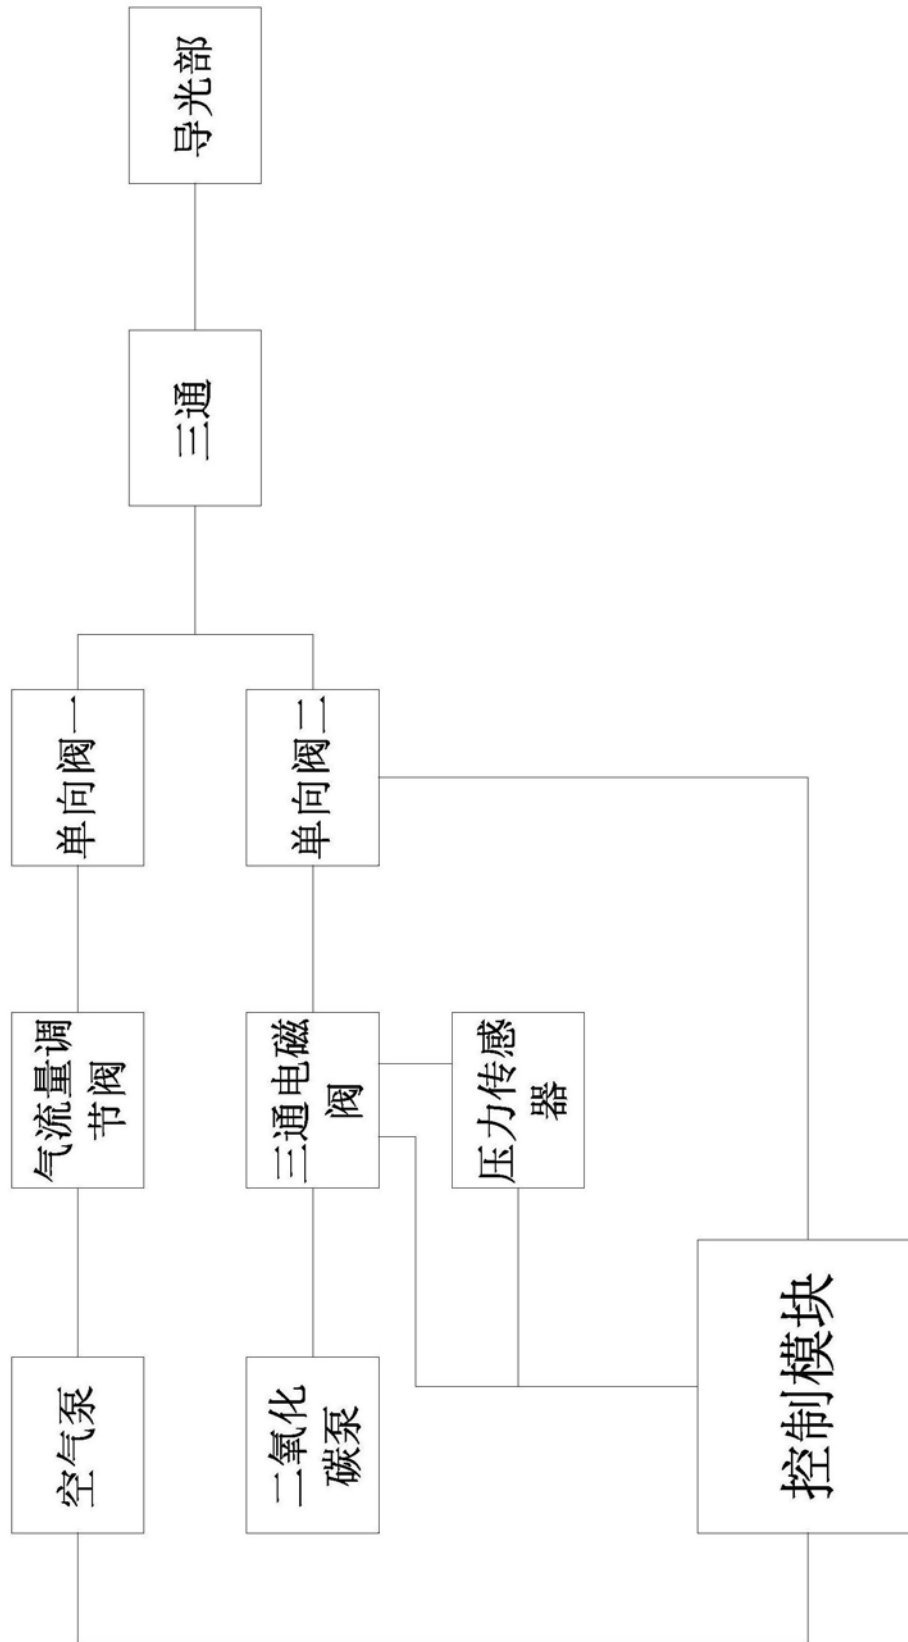 空气泵
气流量调
节阀
单向阀一
三通
导光部
二氧化
碳泵
三通电磁
阀
单向阀二
压力传感
器
控制模块